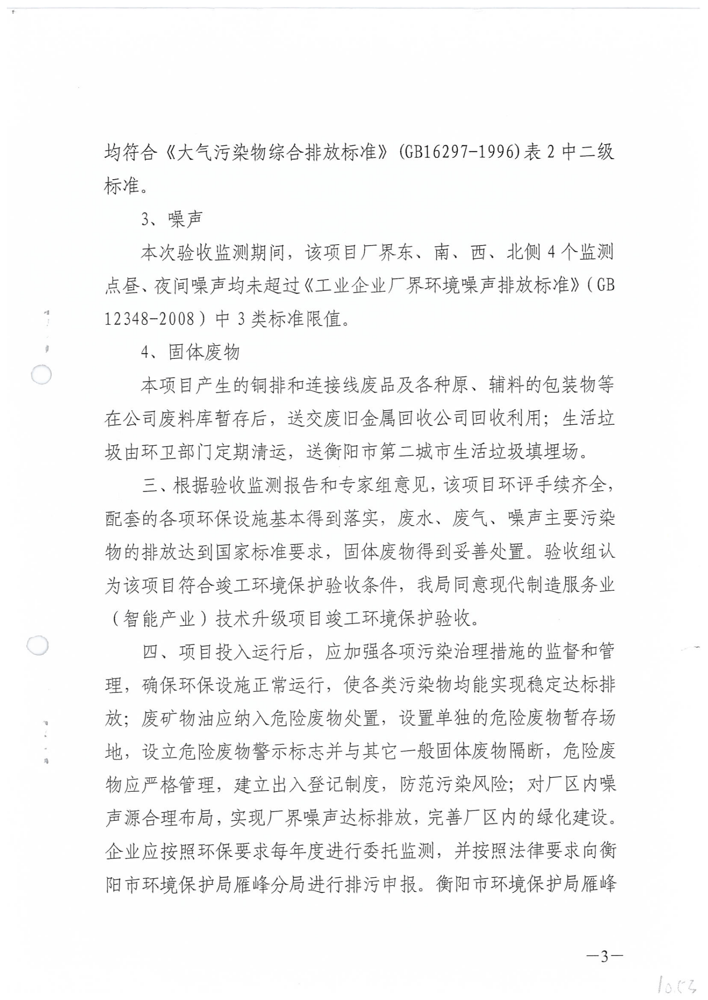 均符合《大气污染物综合排放标准》(GB16297-1996)表 2 中二级
标准。
3、噪声
本次验收监测期间，该项目厂界东、南、西、北侧 4 个监测
点昼、夜间噪声均未超过《工业企业厂界环境噪声排放标准》（GB
12348-2008）中 3 类标准限值。
4、固体废物
本项目产生的铜排和连接线废品及各种原、辅料的包装物等
在公司废料库暂存后，送交废旧金属回收公司回收利用；生活垃
圾由环卫部门定期清运，送衡阳市第二城市生活垃圾填埋场。
三、根据验收监测报告和专家组意见，该项目环评手续齐全，
配套的各项环保设施基本得到落实，废水、废气、噪声主要污染
物的排放达到国家标准要求，固体废物得到妥善处置。验收组认
为该项目符合竣工环境保护验收条件，我局同意现代制造服务业
（智能产业）技术升级项目竣工环境保护验收。
四、项目投入运行后，应加强各项污染治理措施的监督和管
理，确保环保设施正常运行，使各类污染物均能实现稳定达标排
放；废矿物油应纳入危险废物处置，设置单独的危险废物暂存场
地，设立危险废物警示标志并与其它一般固体废物隔断，危险废
物应严格管理，建立出入登记制度，防范污染风险；对厂区内噪
声源合理布局，实现厂界噪声达标排放，完善厂区内的绿化建设。
企业应按照环保要求每年度进行委托监测，并按照法律要求向衡
阳市环境保护局雁峰分局进行排污申报。衡阳市环境保护局雁峰
—3—